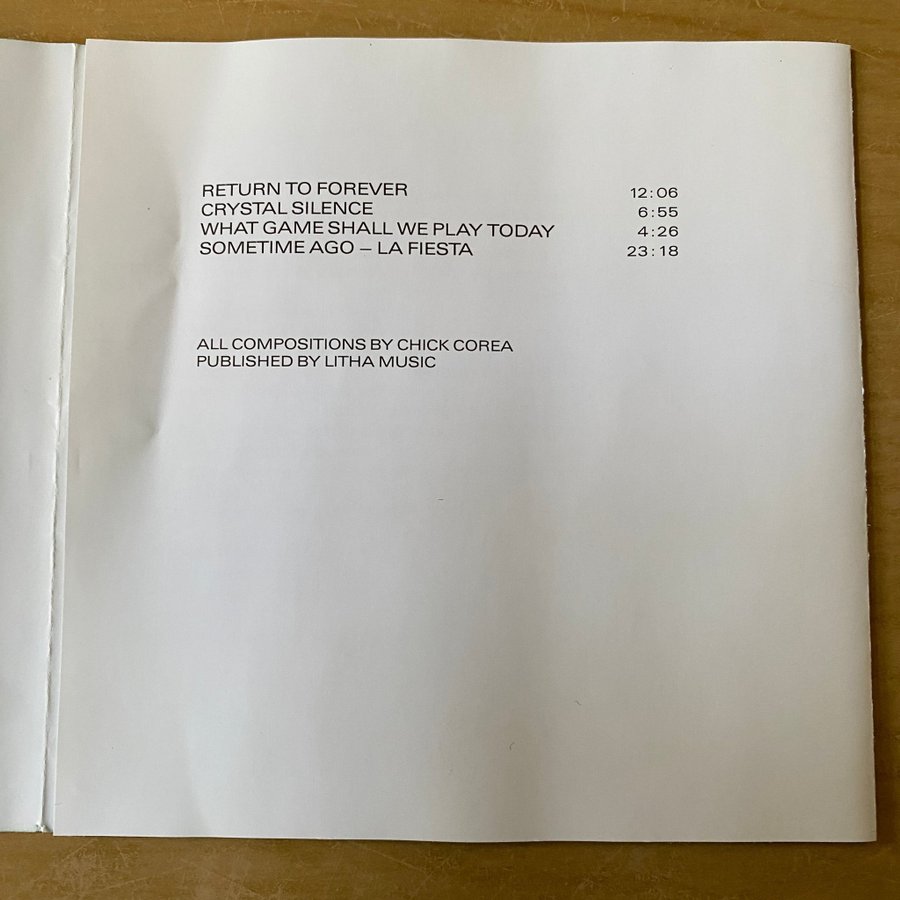 RETURN TO FOREVER 12:06
CRYSTAL SILENCE 6:55
WHAT GAME SHALL WE PLAY TODAY 4:26
SOMETIME AGO – LA FIESTA 23:18
ALL COMPOSITIONS BY CHICK COREA
PUBLISHED BY LITHA MUSIC